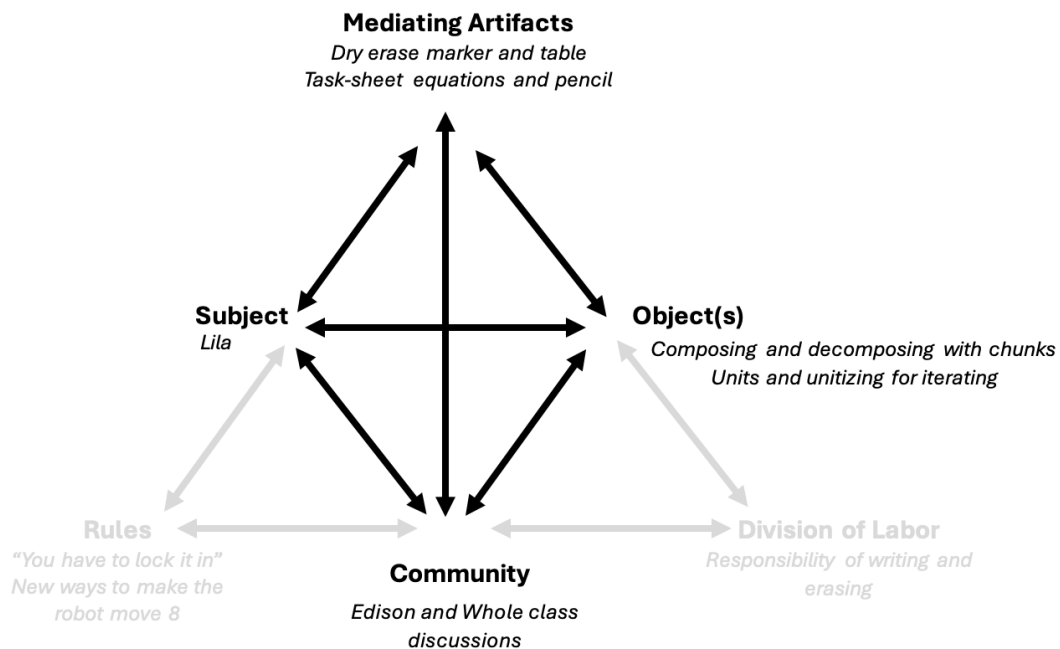 Mediating Artifacts
Dry erase marker and table
Task-sheet equations and pencil
Subject
Lila
Object(s)
Composing and decomposing with chunks
Units and unitizing for iterating
Rules
“You have to lock it in”
New ways to make the
robot move 8
Community
Edison and Whole class
discussions
Division of Labor
Responsibility of writing and
erasing